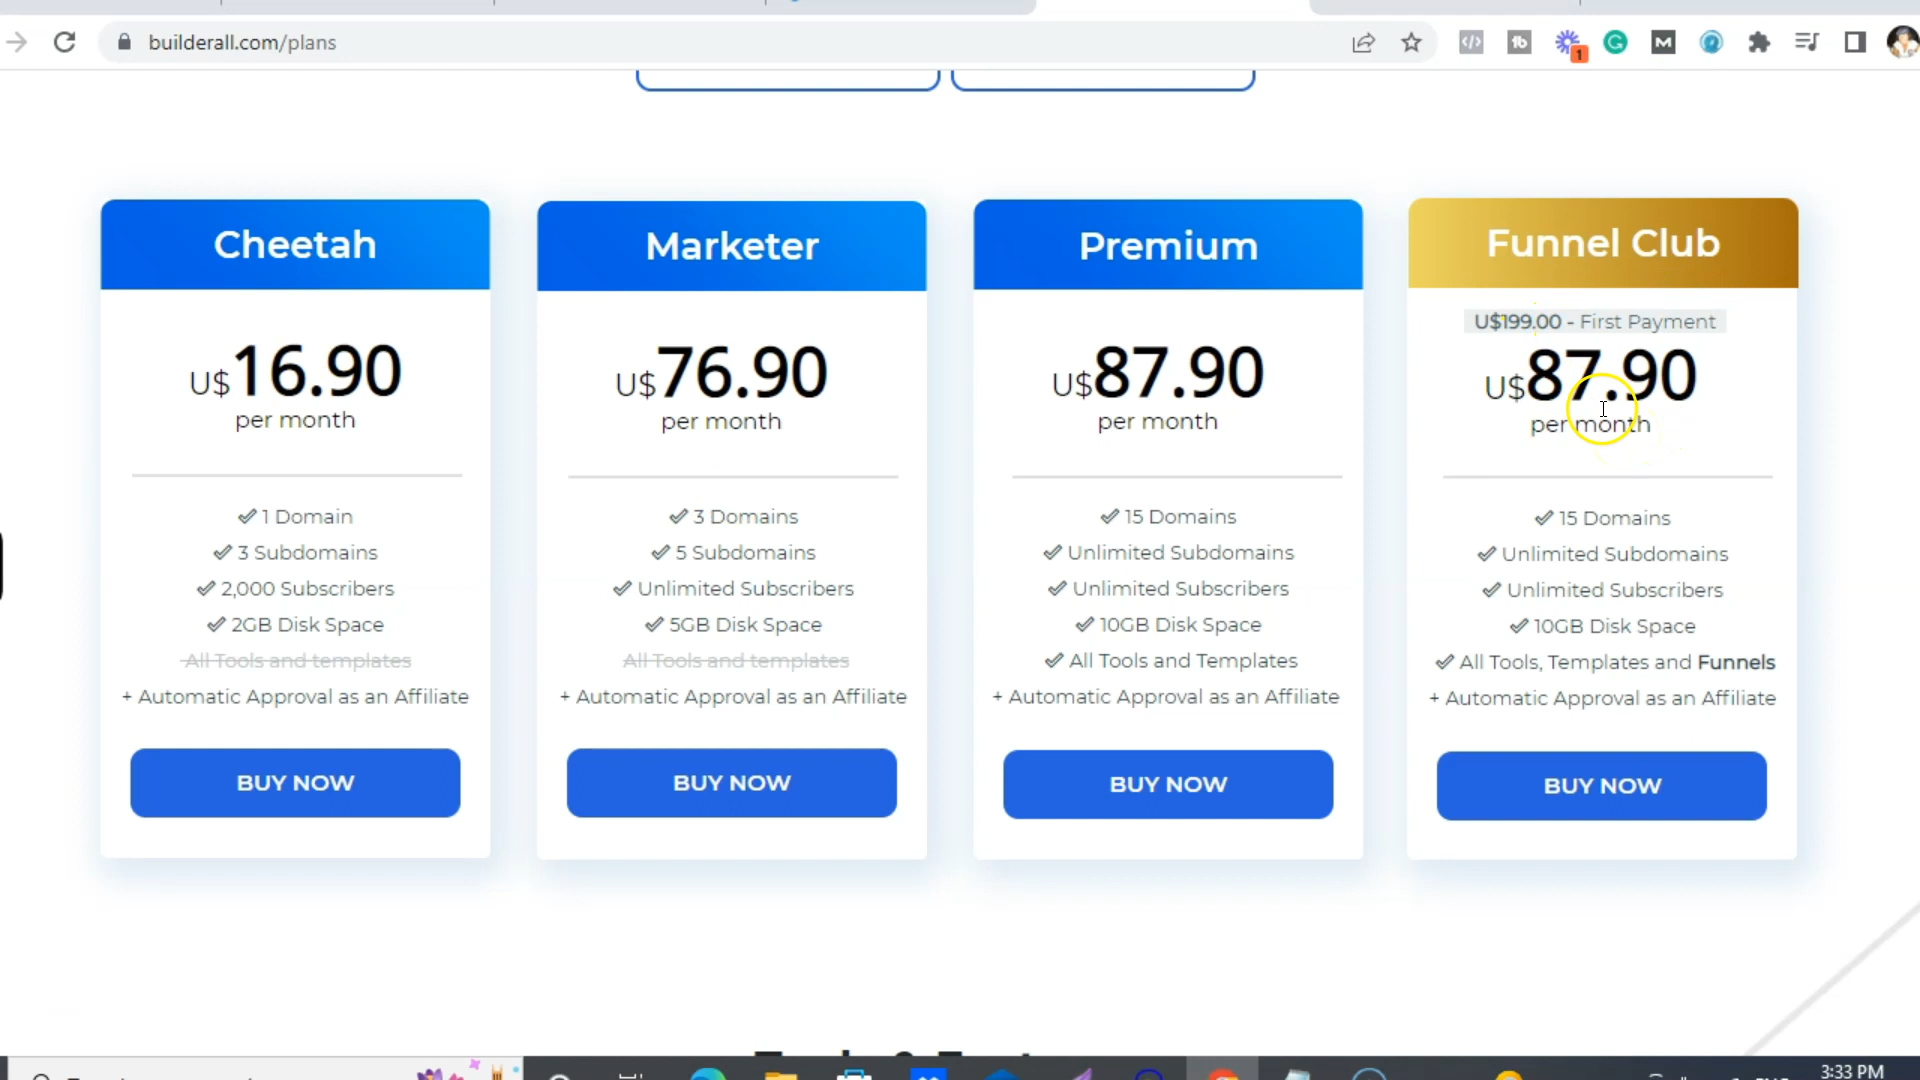 builderall.com/plans
1
Cheetah
U$16.90
per month
1 Domain
3 Subdomains
2,000 Subscribers
2GB Disk Space
All Tools and templates
+ Automatic Approval as an Affiliate
BUY NOW
Marketer
U$76.90
per month
3 Domains
5 Subdomains
Unlimited Subscribers
5GB Disk Space
All Tools and templates
+ Automatic Approval as an Affiliate
BUY NOW
Premium
U$87.90
per month
15 Domains
Unlimited Subdomains
Unlimited Subscribers
10GB Disk Space
All Tools and Templates
+ Automatic Approval as an Affiliate
BUY NOW
Funnel Club
U$199.00 - First Payment
U$87.90
per month
15 Domains
Unlimited Subdomains
Unlimited Subscribers
10GB Disk Space
All Tools, Templates and Funnels
+ Automatic Approval as an Affiliate
BUY NOW
3:33 PM